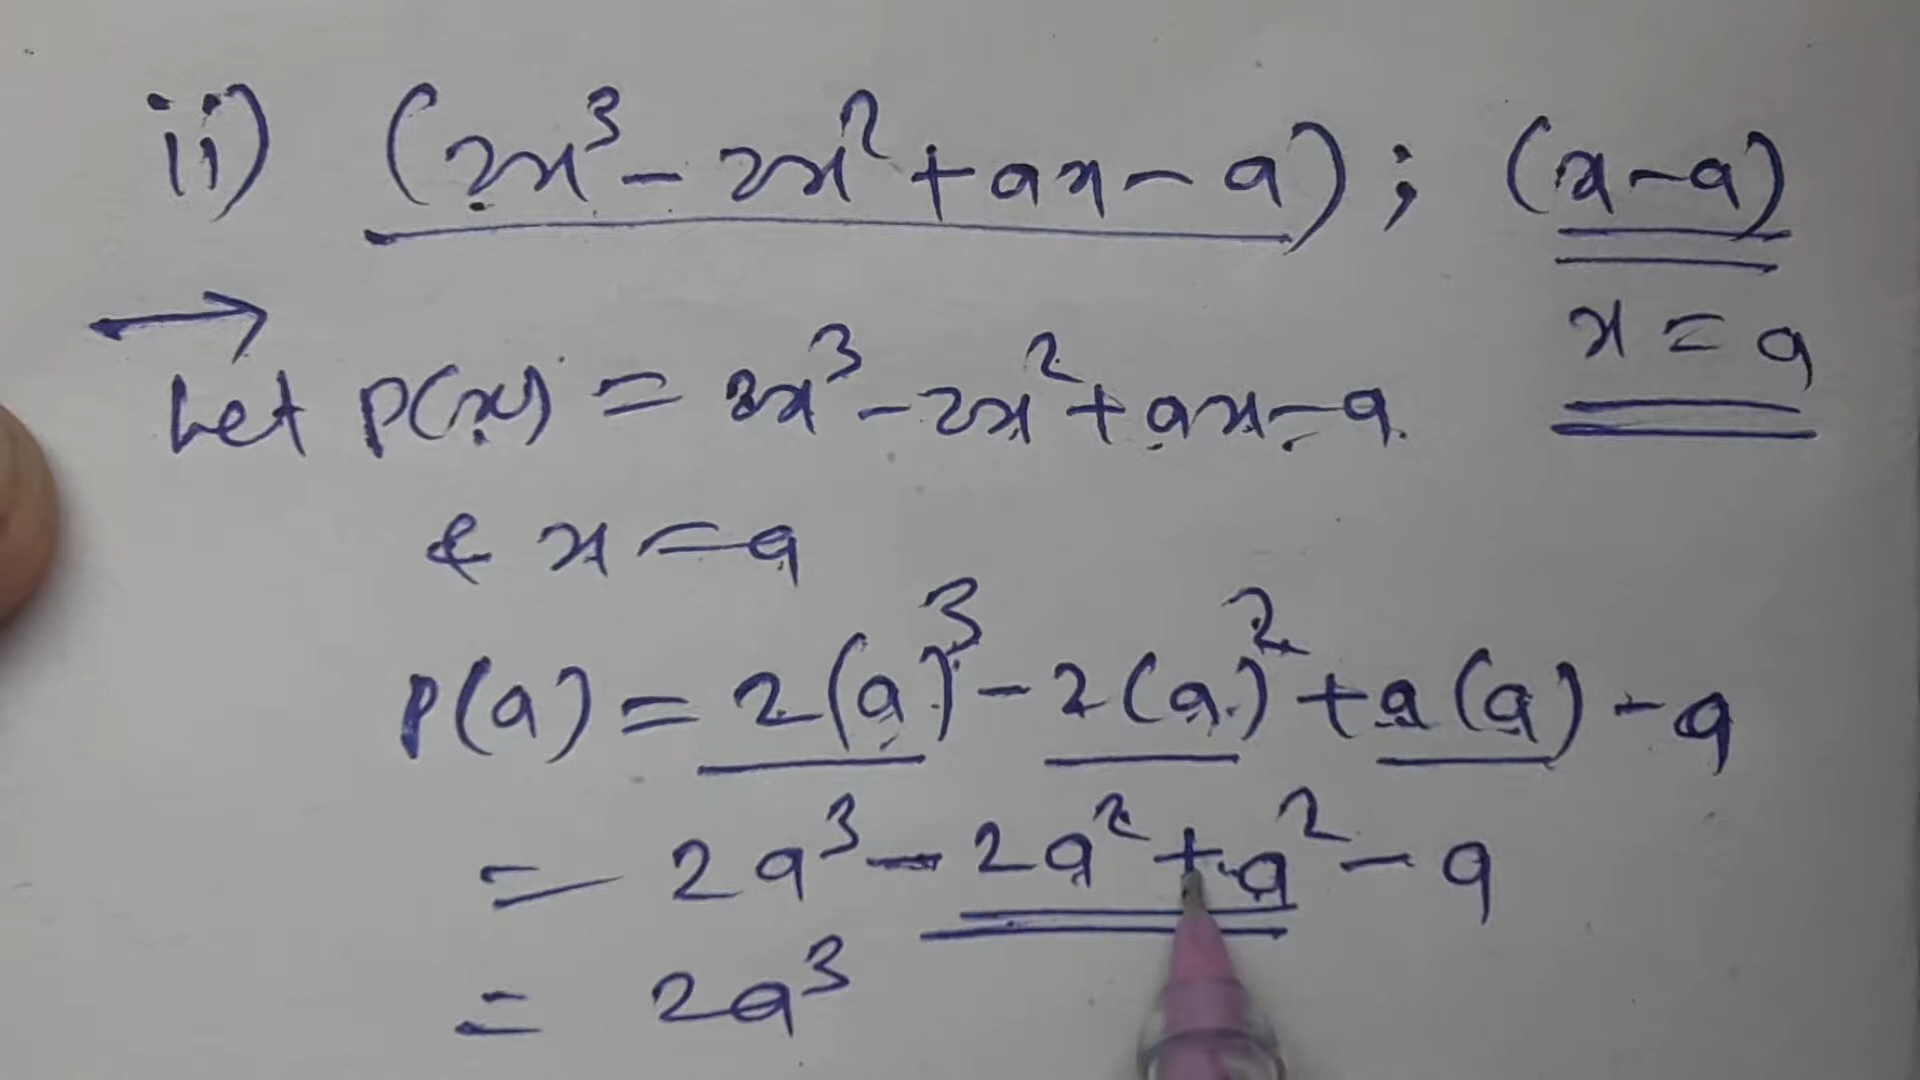 ii) (2x³ - 2x² + ax - a) ; (x-a)
x = a
Let P(x) = 2x³ - 2x² + ax - a.
& x = a
P(a) = 2(a)³ - 2(a)² + a(a) - a
= 2a³ - 2a² + a² - a
= 2a³